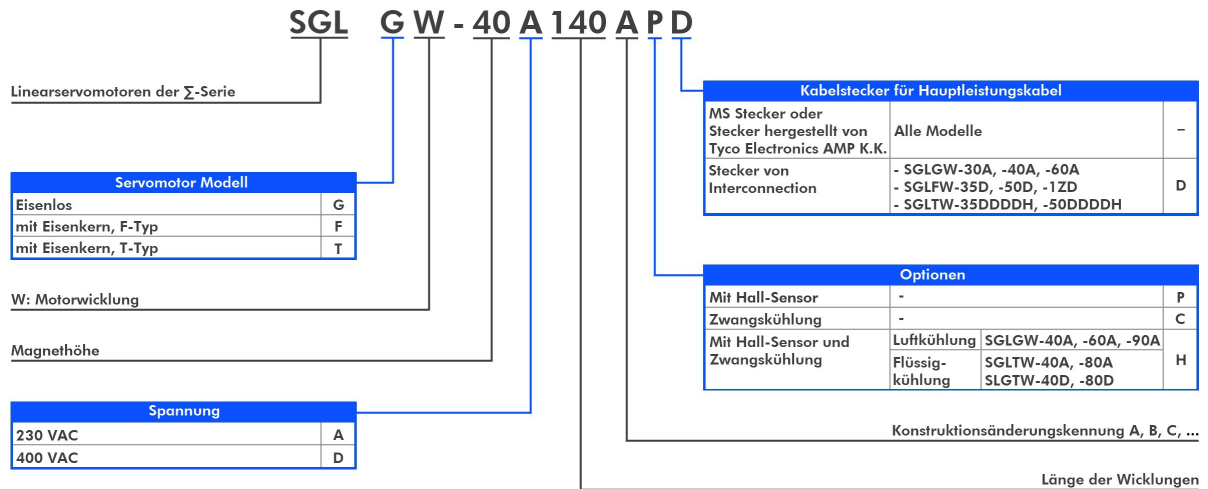 SGL G W - 40 A 140 A P D
Linearservomotoren der ∑-Serie
Servomotor Modell
Eisenlos G
mit Eisenkern, F-Typ F
mit Eisenkern, T-Typ T
W: Motorwicklung
Magnethöhe
Spannung
230 VAC A
400 VAC D
Kabelstecker für Hauptleistungskabel
MS Stecker oder
Stecker hergestellt von
Tyco Electronics AMP K.K.
Alle Modelle
–
Stecker von
Interconnection
- SGLGW-30A, -40A, -60A
- SGLFW-35D, -50D, -1ZD
- SGLTW-35DDDDH, -50DDDDH
D
Optionen
Mit Hall-Sensor - P
Zwangskühlung - C
Mit Hall-Sensor und
Zwangskühlung
Luftkühlung SGLGW-40A, -60A, -90A
Flüssig-
kühlung
SGLTW-40A, -80A
SLGTW-40D, -80D
H
Konstruktionsänderungskennung A, B, C, ...
Länge der Wicklungen